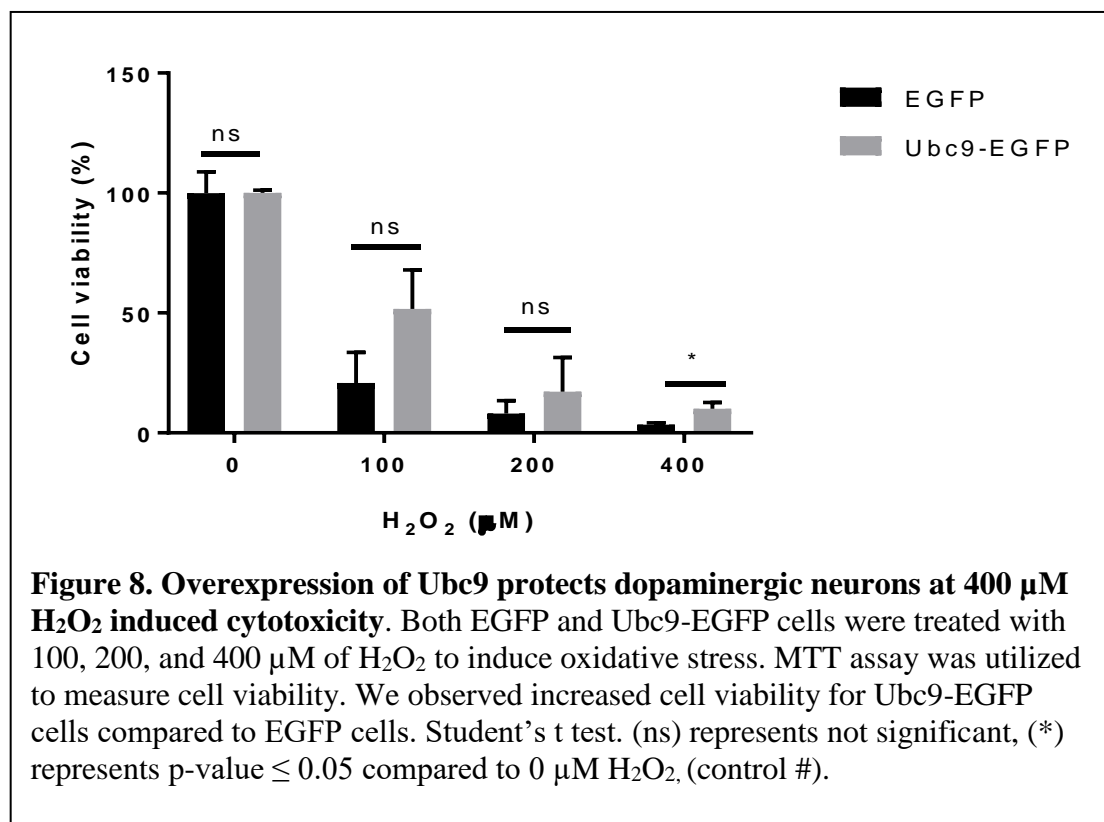 150
100
50
0
Cell viability (%)
ns
ns
ns
*
EGFP
Ubc9-EGFP
0 100 200 400
H₂O₂ (µM)
Figure 8. Overexpression of Ubc9 protects dopaminergic neurons at 400 µM
H₂O₂ induced cytotoxicity. Both EGFP and Ubc9-EGFP cells were treated with
100, 200, and 400 µM of H₂O₂ to induce oxidative stress. MTT assay was utilized
to measure cell viability. We observed increased cell viability for Ubc9-EGFP
cells compared to EGFP cells. Student’s t test. (ns) represents not significant, (*)
represents p-value ≤ 0.05 compared to 0 µM H₂O₂, (control #).